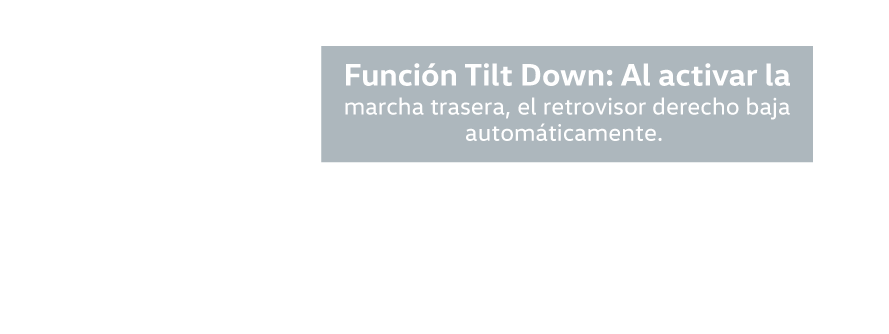 Función Tilt Down: Al activar la
marcha trasera, el retrovisor derecho baja
automáticamente.